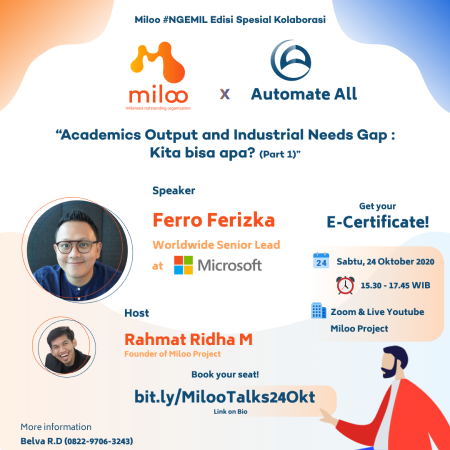 Miloo #NGEMIL Edisi Spesial Kolaborasi
miloo
x
Automate All
"Academics Output and Industrial Needs Gap :
Kita bisa apa? (Part 1)"
Speaker
Ferro Ferizka
Worldwide Senior Lead
at Microsoft
Get your
E-Certificate!
24 Sabtu, 24 Oktober 2020
15.30 - 17.45 WIB
Zoom & Live Youtube
Miloo Project
Host
Rahmat Ridha M
Founder of Miloo Project
Book your seat!
bit.ly/MilooTalks24Okt
Link on Bio
More information
Belva R.D (0822-9706-3243)